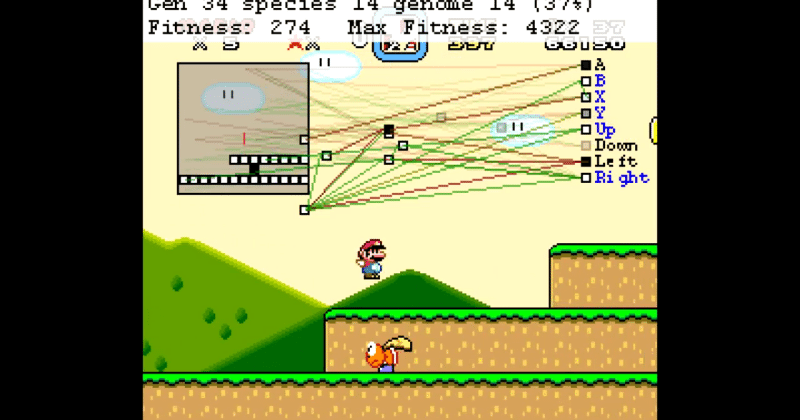 Gen 34 species 14 genome 14 (37%)
Fitness: 274 Max Fitness: 4322
A
B
X
Y
Up
Down
Left
Right